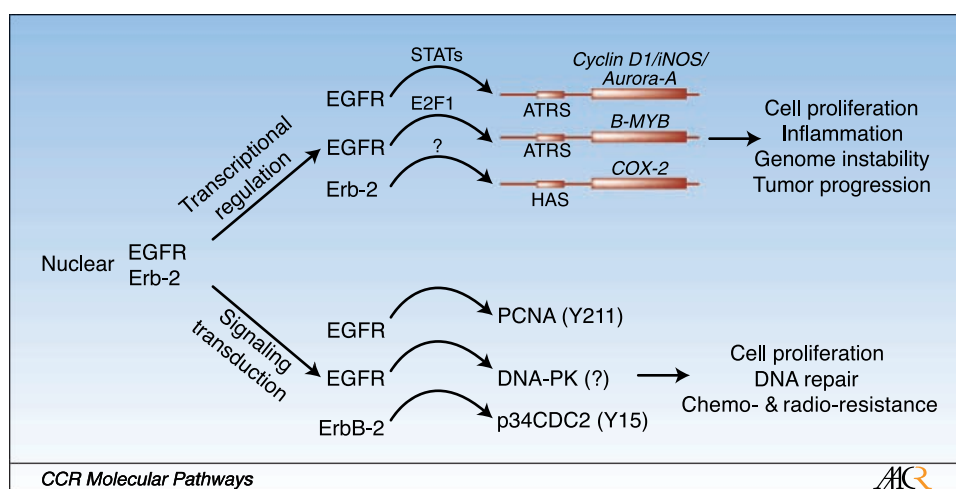 STATs
Cyclin D1/iNOS/
Aurora-A
EGFR
ATRS
E2F1
B-MYB
EGFR
ATRS
?
COX-2
Erb-2
HAS
Cell proliferation
Inflammation
Genome instability
Tumor progression
Transcriptional
regulation
Nuclear
EGFR
Erb-2
Signaling
transduction
EGFR
PCNA (Y211)
EGFR
DNA-PK (?)
ErbB-2
p34CDC2 (Y15)
Cell proliferation
DNA repair
Chemo- & radio-resistance
CCR Molecular Pathways
AACR